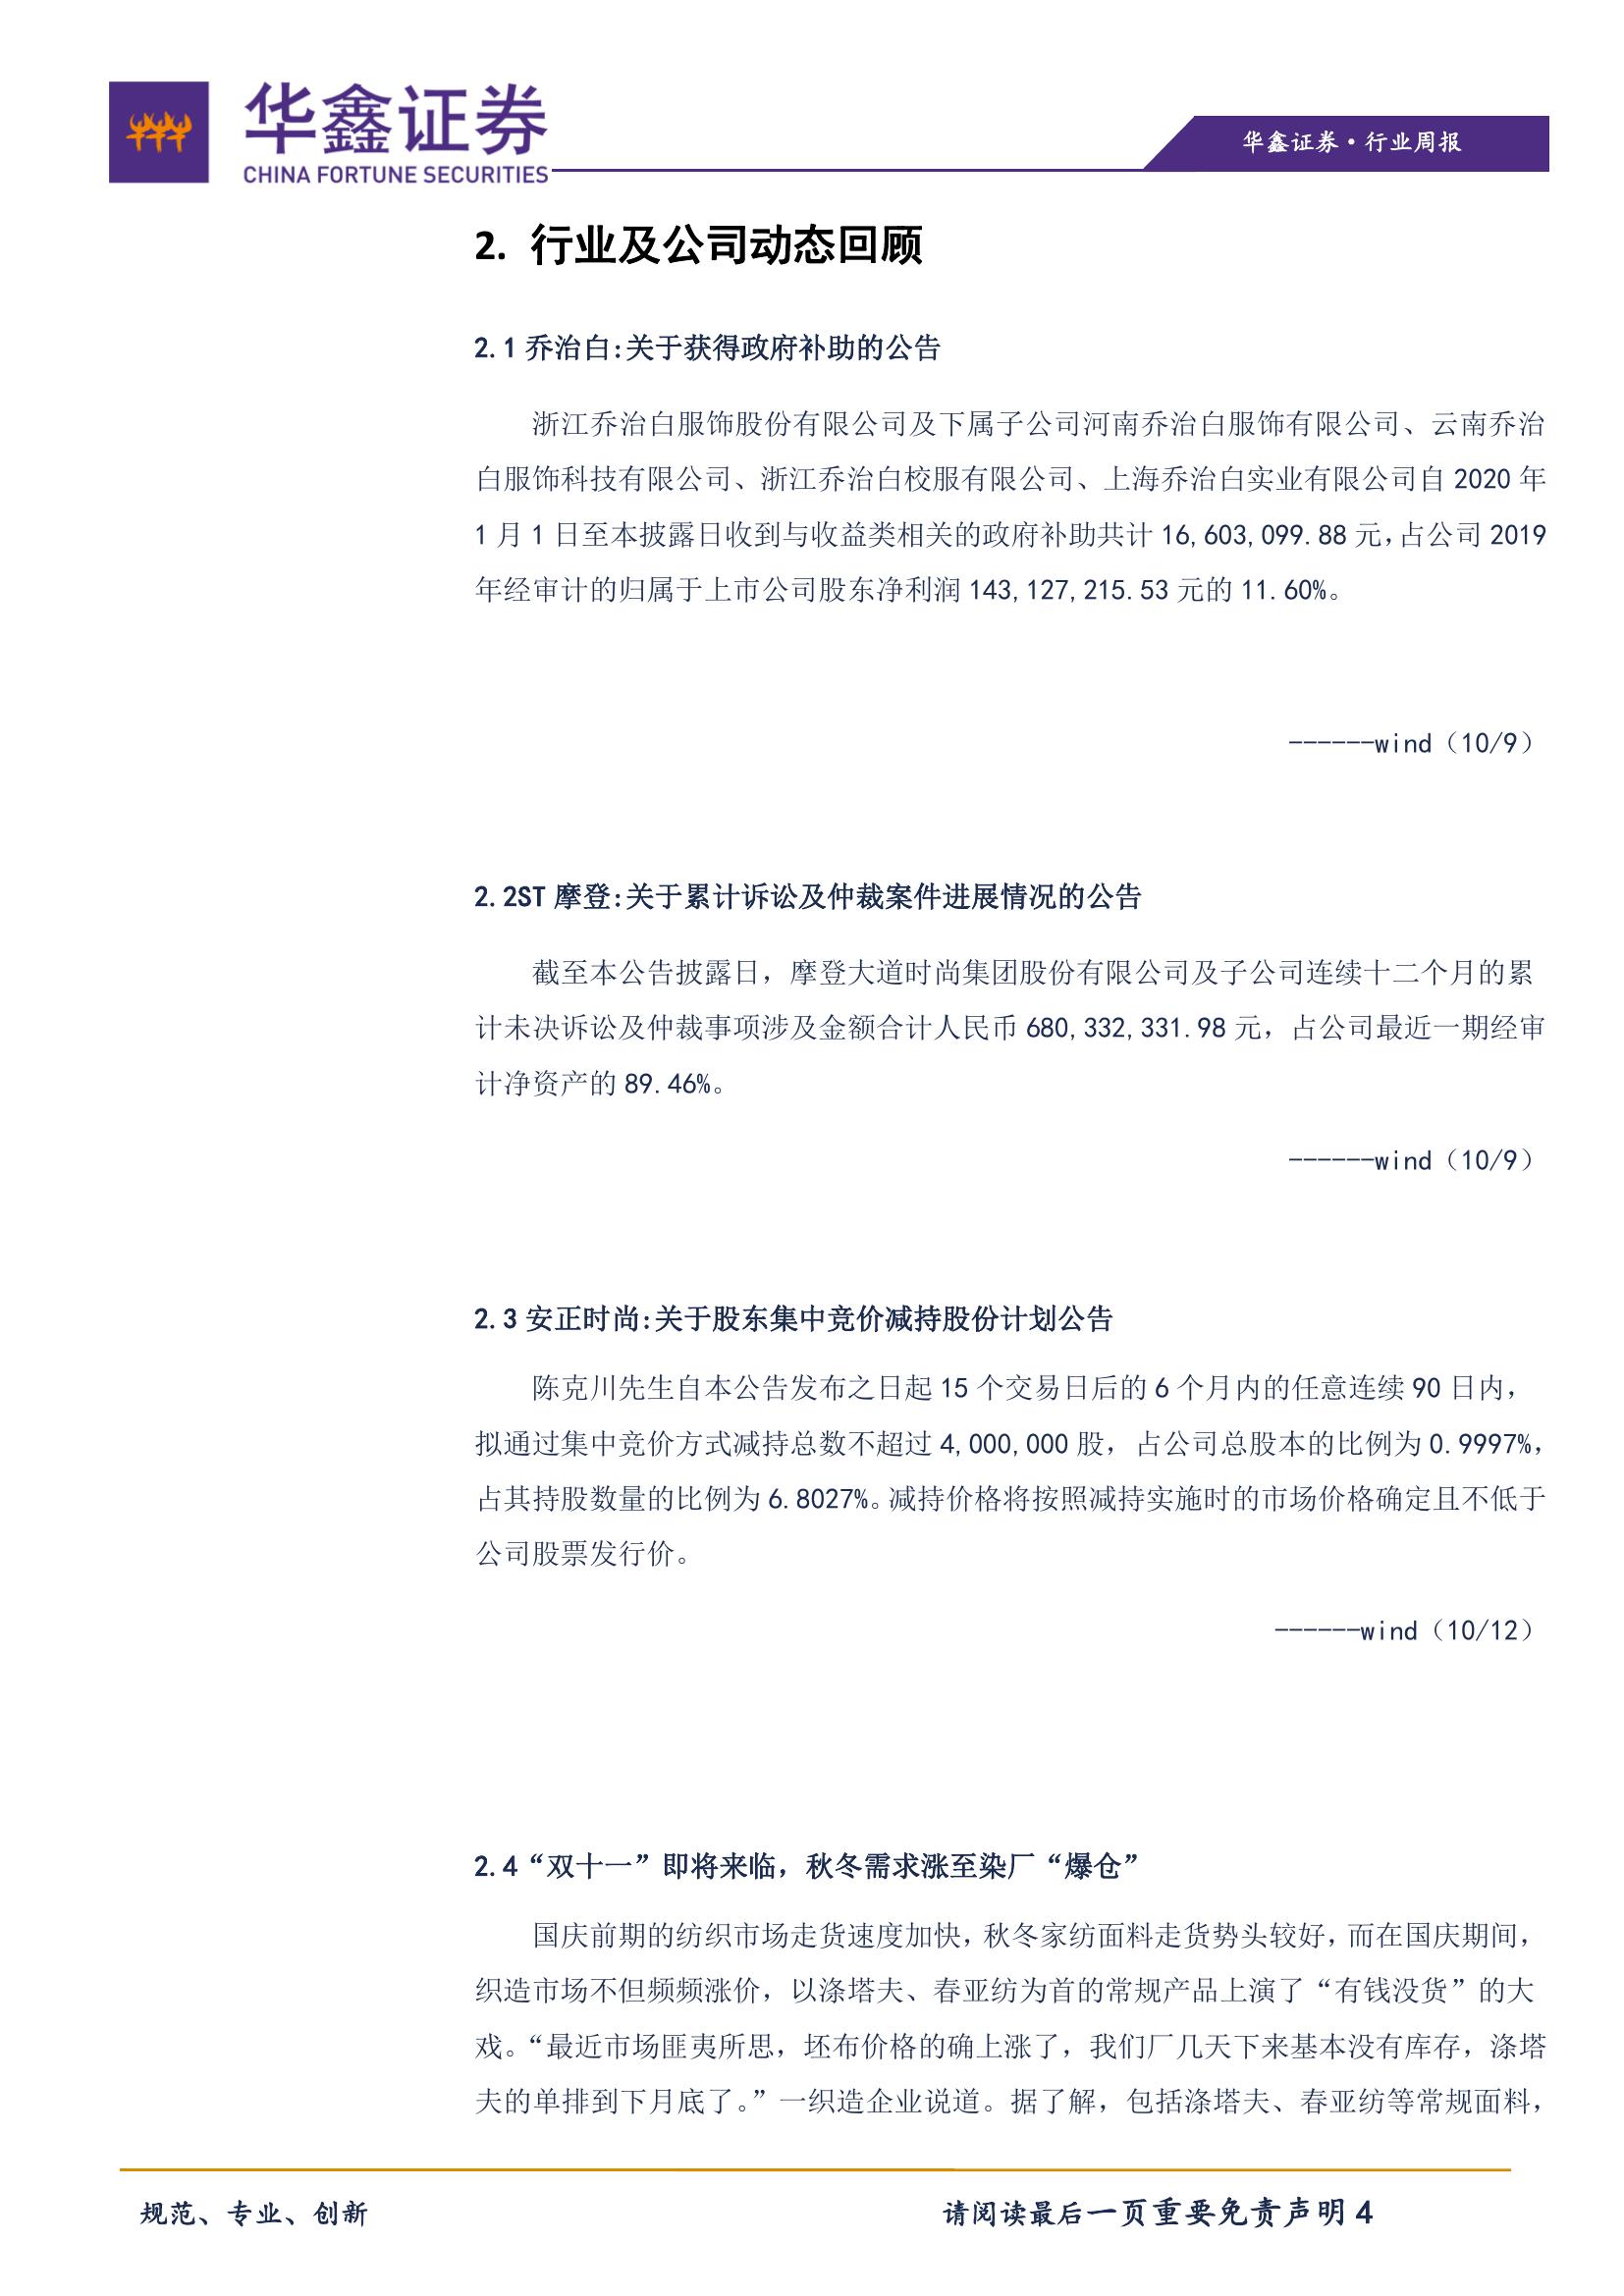 华鑫证券
CHINA FORTUNE SECURITIES
华鑫证券·行业周报
2. 行业及公司动态回顾
2.1 乔治白:关于获得政府补助的公告
浙江乔治白服饰股份有限公司及下属子公司河南乔治白服饰有限公司、云南乔治
白服饰科技有限公司、浙江乔治白校服有限公司、上海乔治白实业有限公司自 2020 年
1 月 1 日至本披露日收到与收益类相关的政府补助共计 16,603,099.88 元，占公司 2019
年经审计的归属于上市公司股东净利润 143,127,215.53 元的 11.60%。
------wind（10/9）
2.2ST 摩登:关于累计诉讼及仲裁案件进展情况的公告
截至本公告披露日，摩登大道时尚集团股份有限公司及子公司连续十二个月的累
计未决诉讼及仲裁事项涉及金额合计人民币 680,332,331.98 元，占公司最近一期经审
计净资产的 89.46%。
------wind（10/9）
2.3 安正时尚:关于股东集中竞价减持股份计划公告
陈克川先生自本公告发布之日起 15 个交易日后的 6 个月内的任意连续 90 日内，
拟通过集中竞价方式减持总数不超过 4,000,000 股，占公司总股本的比例为 0.9997%，
占其持股数量的比例为 6.8027%。减持价格将按照减持实施时的市场价格确定且不低于
公司股票发行价。
------wind（10/12）
2.4“双十一”即将来临，秋冬需求涨至染厂“爆仓”
国庆前期的纺织市场走货速度加快，秋冬家纺面料走货势头较好，而在国庆期间，
织造市场不但频频涨价，以涤塔夫、春亚纺为首的常规产品上演了“有钱没货”的大
戏。“最近市场匪夷所思，坯布价格的确上涨了，我们厂几天下来基本没有库存，涤塔
夫的单排到下月底了。”一织造企业说道。据了解，包括涤塔夫、春亚纺等常规面料，
规范、专业、创新
请阅读最后一页重要免责声明 4